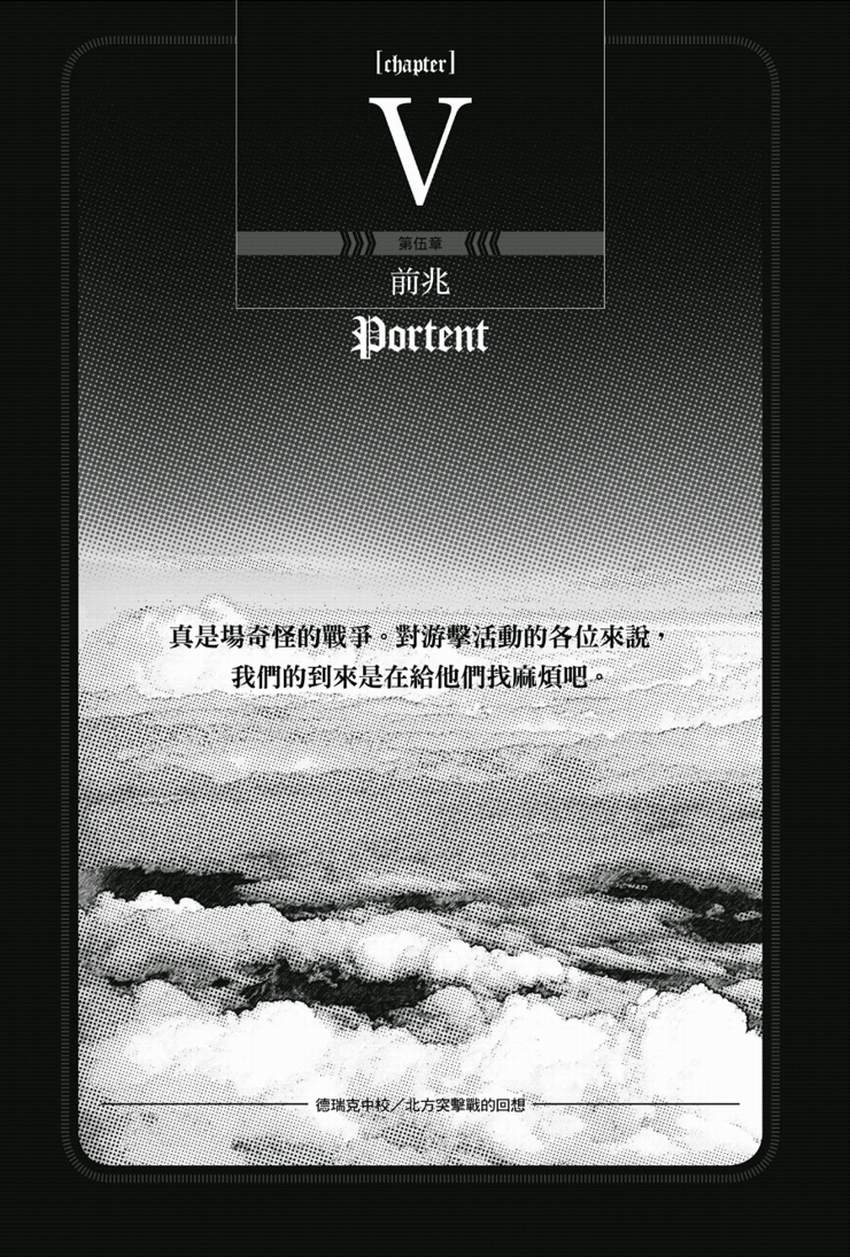 [chapter]
V
第伍章
前兆
Portent
真是場奇怪的戰爭。對游擊活動的各位來說，
我們的到來是在給他們找麻煩吧。
德瑞克中校／北方突擊戰的回想